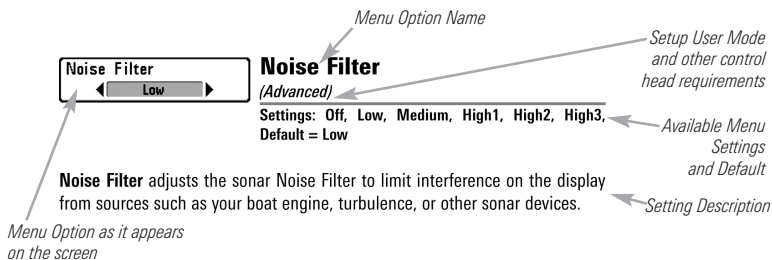 Menu Option Name
Setup User Mode
and other control
head requirements
Noise Filter
Low
Noise Filter
(Advanced)
Settings: Off, Low, Medium, High1, High2, High3,
Default = Low
Available Menu
Settings
and Default
Noise Filter adjusts the sonar Noise Filter to limit interference on the display
from sources such as your boat engine, turbulence, or other sonar devices.
Setting Description
Menu Option as it appears
on the screen